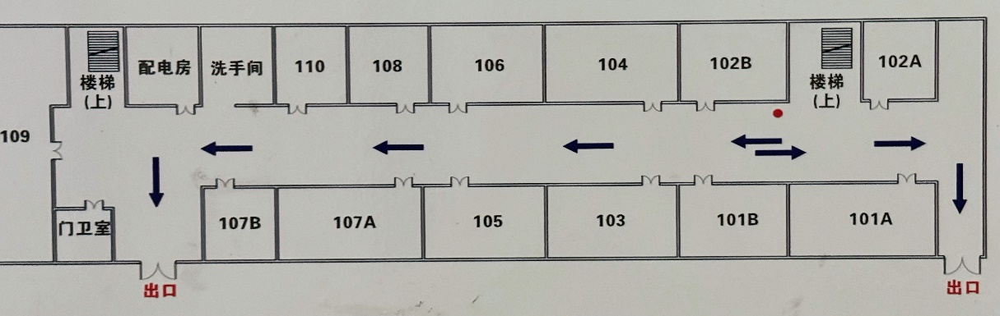 配电房
洗手间
110
108
106
104
102B
102A
楼梯
(上)
楼梯
(上)
109
门卫室
107B
107A
105
103
101B
101A
出口
出口